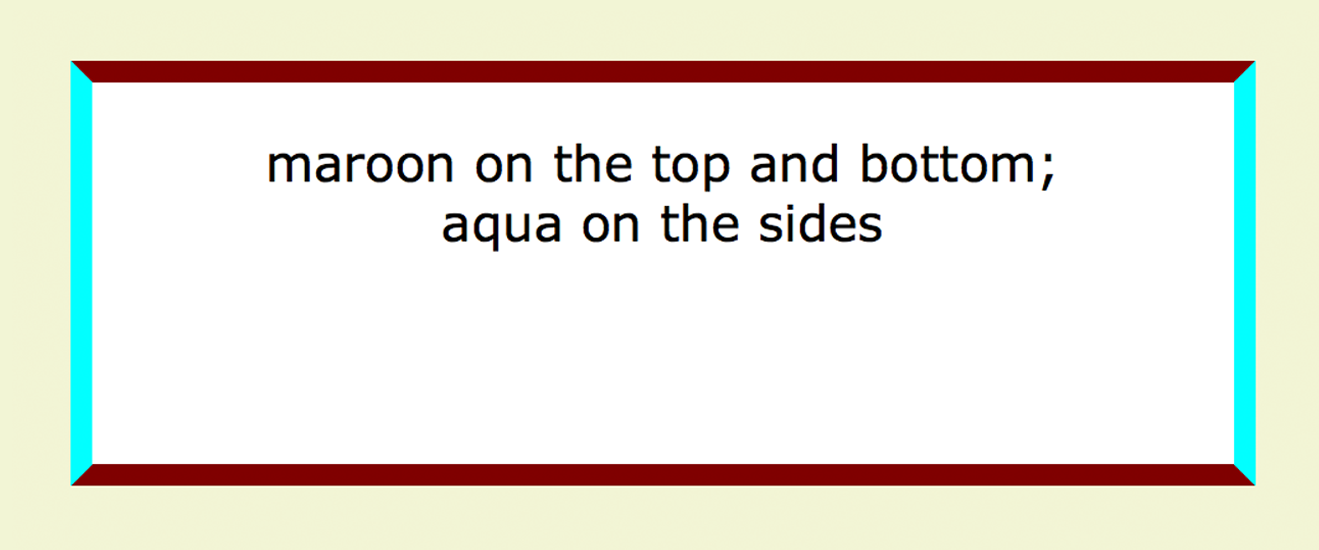 maroon on the top and bottom;
aqua on the sides